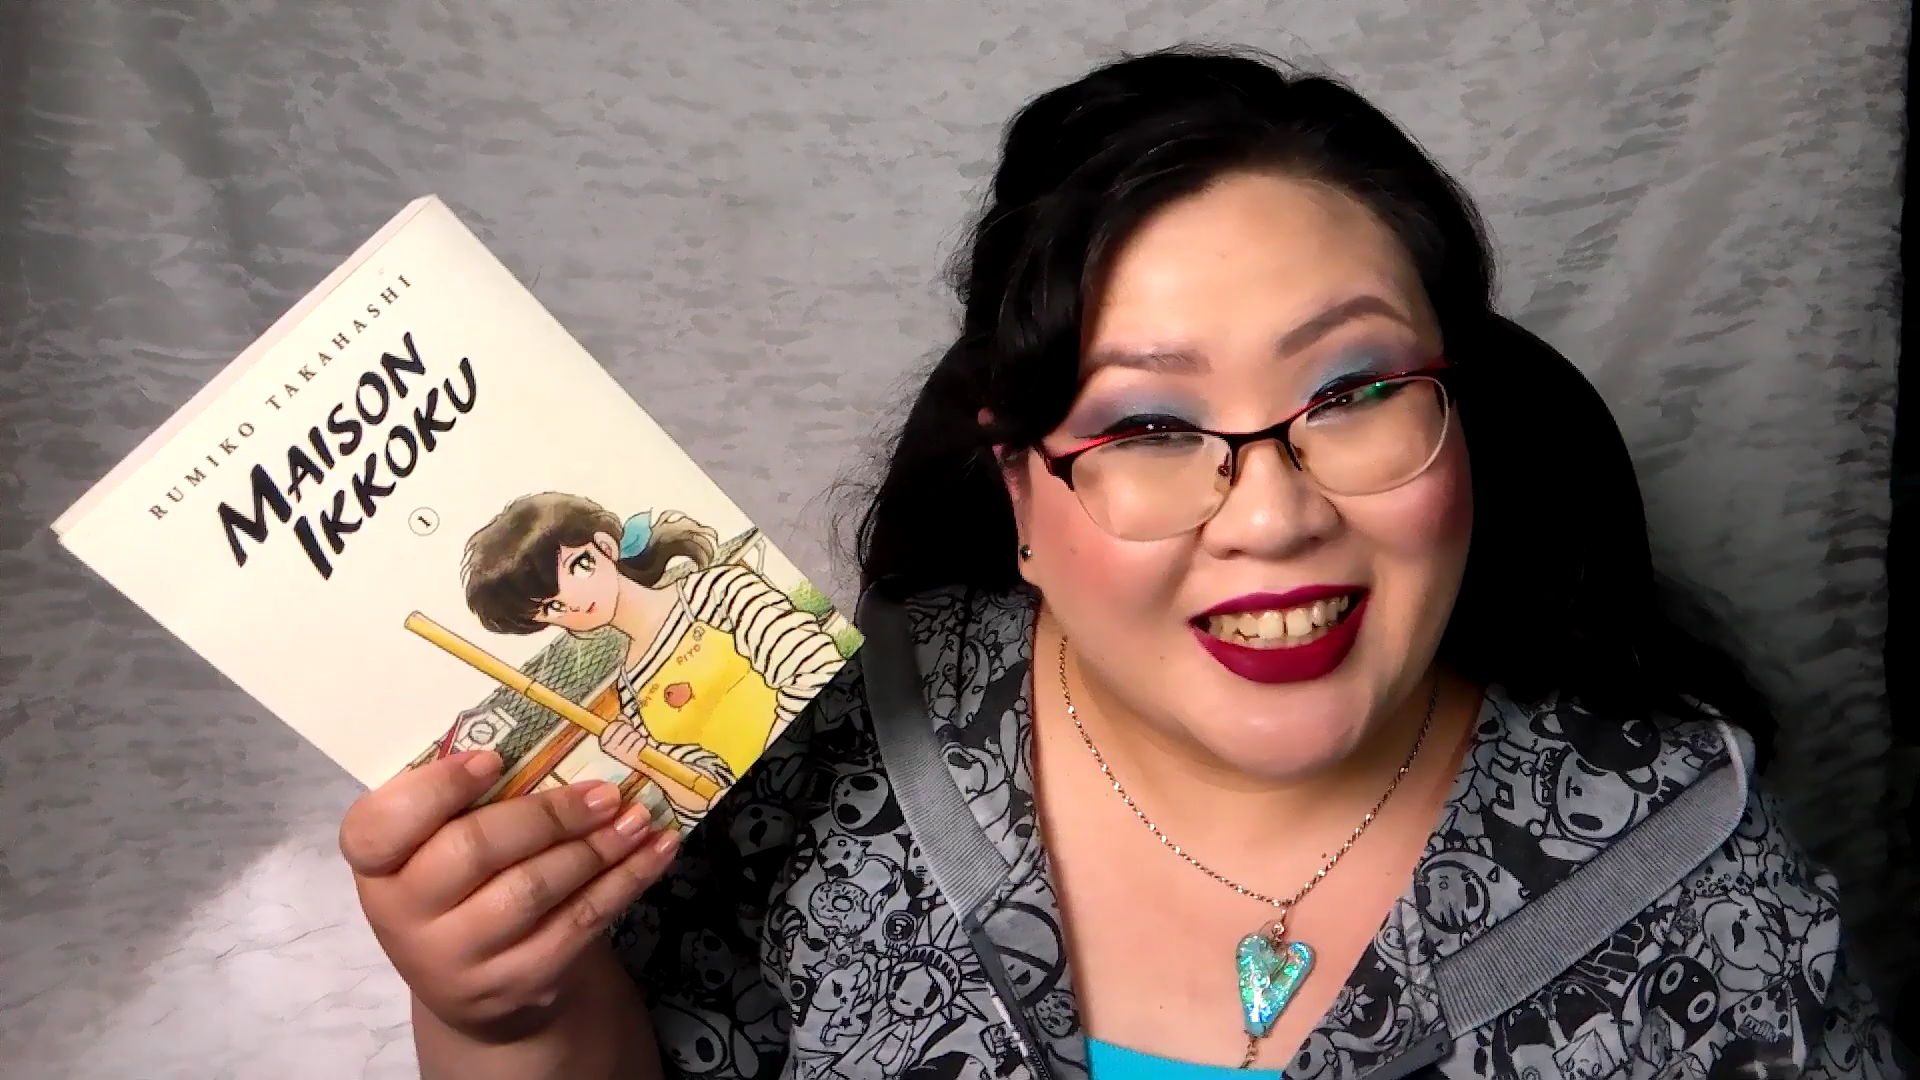 RUMIKO TAKAHASHI
MAISON
IKKOKU
1
PIYO
PIYO